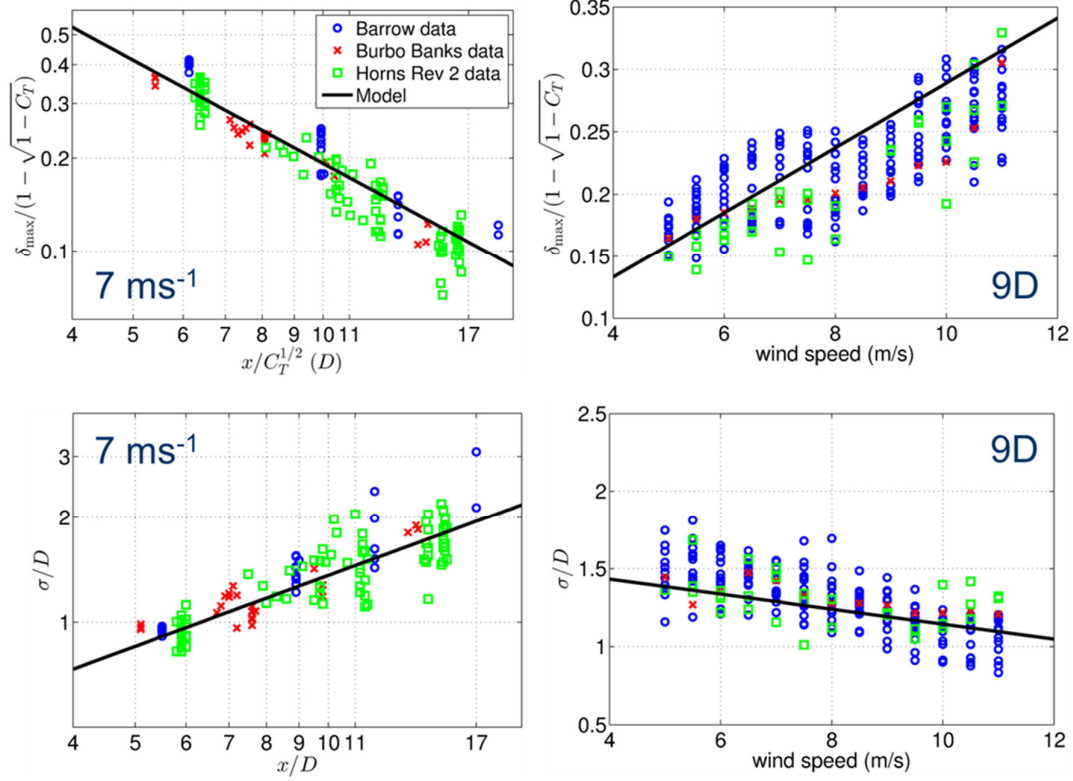 0.5
0.4
0.3
0.2
0.1
δmax/(1 − √1 − CT)
Barrow data
Burbo Banks data
Horns Rev 2 data
Model
7 ms-1
4 5 6 7 8 9 10 11 17
x/CT1/2 (D)
0.35
0.3
0.25
0.2
0.15
0.1
δmax/(1 − √1 − CT)
9D
4 6 8 10 12
wind speed (m/s)
7 ms-1
3
2
1
σ/D
4 5 6 7 8 9 10 11 17
x/D
9D
2.5
2
1.5
1
0.5
σ/D
4 6 8 10 12
wind speed (m/s)